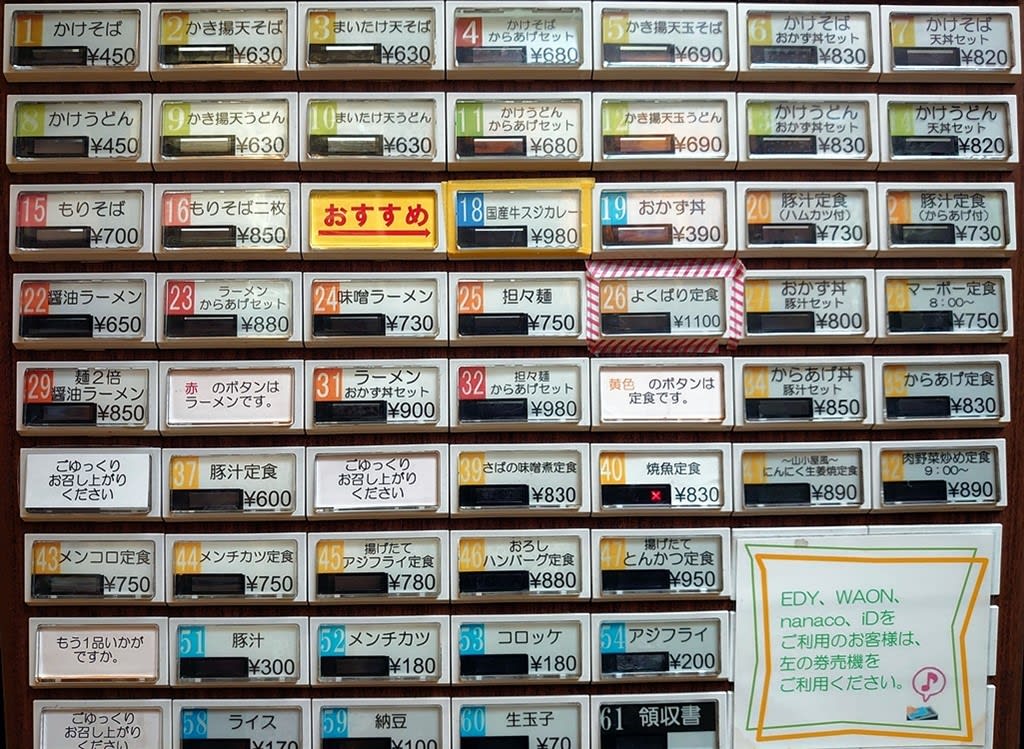 1 かけそば ¥450
2 かき揚天そば ¥630
3 まいたけ天そば ¥630
4 かけそば
からあげセット ¥680
5 かき揚天玉そば ¥690
6 かけそば
おかず丼セット ¥830
7 かけそば
天丼セット ¥820
8 かけうどん ¥450
9 かき揚天うどん ¥630
10 まいたけ天うどん ¥630
11 かけうどん
からあげセット ¥680
12 かき揚天玉うどん ¥690
かけうどん
おかず丼セット ¥830
かけうどん
天丼セット ¥820
15 もりそば ¥700
16 もりそば二枚 ¥850
おすすめ
18 国産牛スジカレー ¥980
19 おかず丼 ¥390
20 豚汁定食
(ハムカツ付) ¥730
豚汁定食
(からあげ付) ¥730
22 醤油ラーメン ¥650
23 ラーメン
からあげセット ¥880
24 味噌ラーメン ¥730
25 担々麺 ¥750
26 よくばり定食 ¥1100
おかず丼
豚汁セット ¥800
マーボー定食
8:00〜 ¥750
29 麺2倍
醤油ラーメン ¥850
赤 のボタンは
ラーメンです。
31 ラーメン
おかず丼セット ¥900
32 担々麺
からあげセット ¥980
黄色 のボタンは
定食です。
34 からあげ丼
豚汁セット ¥850
からあげ定食 ¥830
ごゆっくり
お召し上がり
ください
37 豚汁定食 ¥600
ごゆっくり
お召し上がり
ください
39 さばの味噌煮定食 ¥830
40 焼魚定食 ¥830
〜山小屋風〜
にんにく生姜焼定食 ¥890
肉野菜炒め定食
9:00〜 ¥890
43 メンコロ定食 ¥750
44 メンチカツ定食 ¥750
45 揚げたて
アジフライ定食 ¥780
46 おろし
ハンバーグ定食 ¥880
47 揚げたて
とんかつ定食 ¥950
EDY、WAON、
nanaco、iDを
ご利用のお客様は、
左の券売機を
ご利用ください。
もう1品いかが
ですか。
51 豚汁 ¥300
52 メンチカツ ¥180
53 コロッケ ¥180
54 アジフライ ¥200
ごゆっくり
お召し上がり
58 ライス ¥170
59 納豆 ¥100
60 生玉子 ¥70
61 領収書